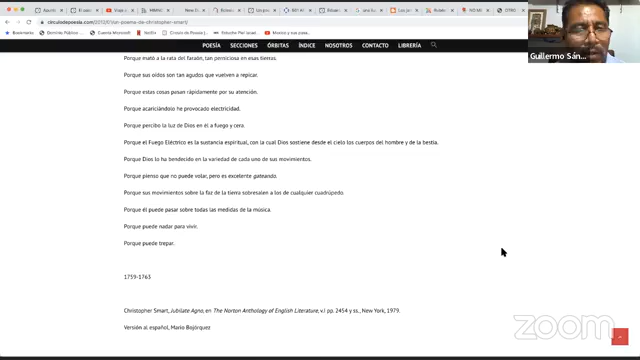 circulodepoesia.com/2012/01/un-poema-de-christopher-smart/
POESÍA SECCIONES ÓRBITAS ÍNDICE NOSOTROS CONTACTO LIBRERÍA
Guillermo Sán...
Porque mató a la rata del faraón, tan perniciosa en esas tierras.
Porque sus oídos son tan agudos que vuelven a repicar.
Porque estas cosas pasan rápidamente por su atención.
Porque acariciándolo he provocado electricidad.
Porque percibo la luz de Dios en él a fuego y cera.
Porque el Fuego Eléctrico es la sustancia espiritual, con la cual Dios sostiene desde el cielo los cuerpos del hombre y de la bestia.
Porque Dios lo ha bendecido en la variedad de cada uno de sus movimientos.
Porque pienso que no puede volar, pero es excelente gateando.
Porque sus movimientos sobre la faz de la tierra sobresalen a los de cualquier cuadrúpedo.
Porque él puede pasar sobre todas las medidas de la música.
Porque puede nadar para vivir.
Porque puede trepar.
1759-1763
Christopher Smart, Jubilate Agno, en The Norton Anthology of English Literature, v.I pp. 2454 y ss., New York, 1979.
Versión al español, Mario Bojórquez
zoom